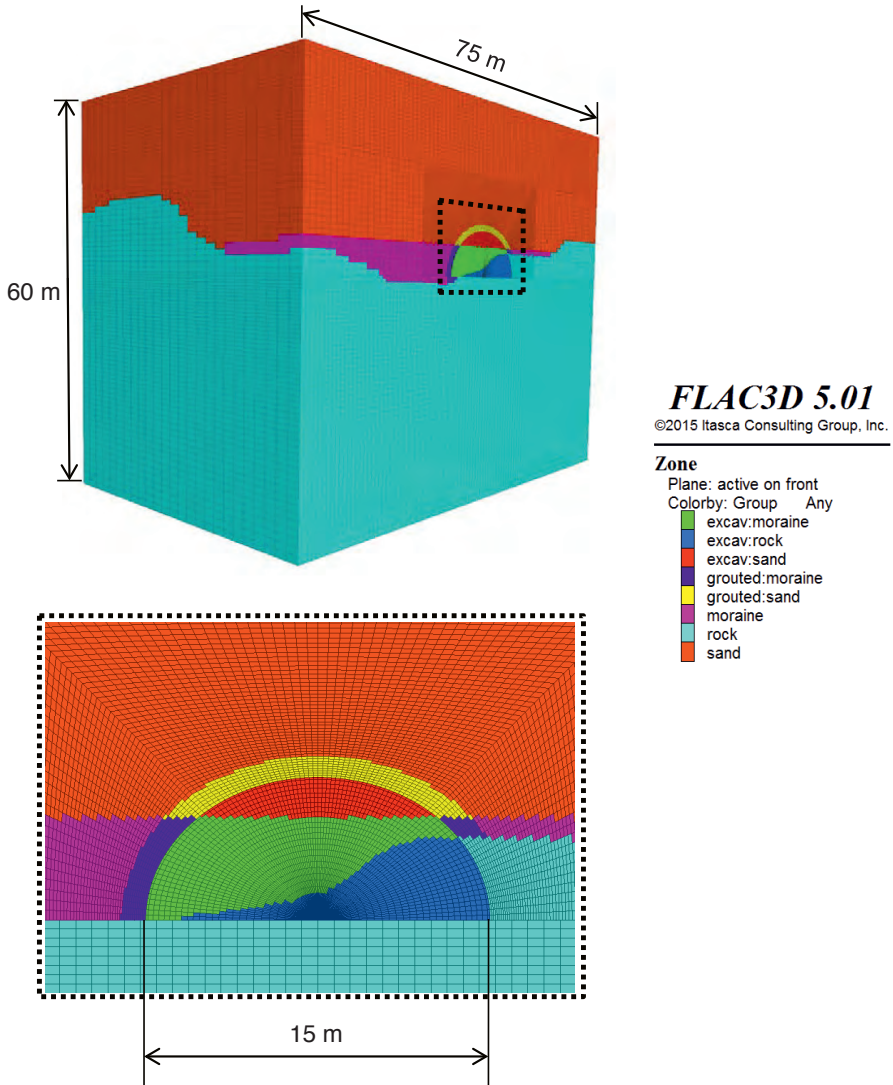 75 m
60 m
FLAC3D 5.01
©2015 Itasca Consulting Group, Inc.
Zone
Plane: active on front
Colorby: Group Any
excav:moraine
excav:rock
excav:sand
grouted:moraine
grouted:sand
moraine
rock
sand
15 m